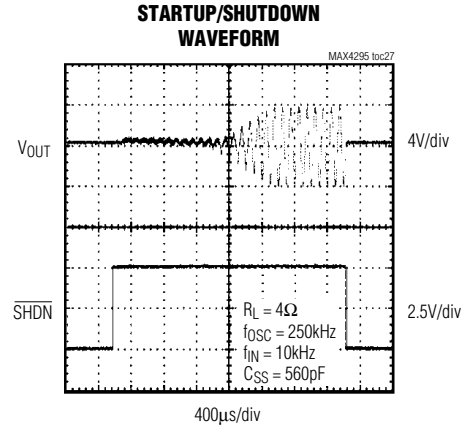 STARTUP/SHUTDOWN
WAVEFORM
MAX4295 toc27
VOUT
4V/div
SHDN
2.5V/div
RL = 4Ω
fOSC = 250kHz
fIN = 10kHz
CSS = 560pF
400μs/div